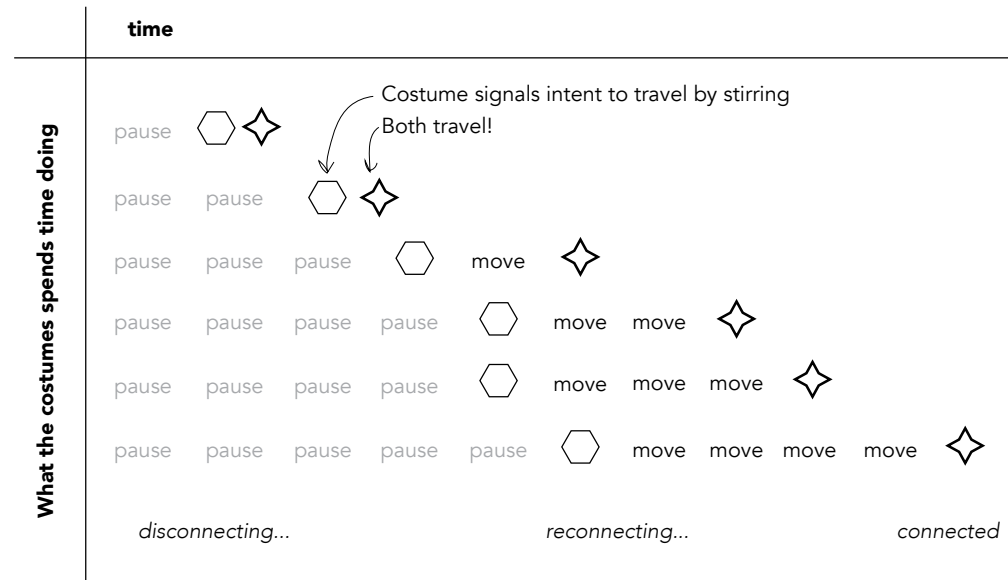 time
What the costumes spends time doing
Costume signals intent to travel by stirring
Both travel!
pause
pause pause
pause pause pause move
pause pause pause pause move move
pause pause pause pause move move move
pause pause pause pause pause move move move move
disconnecting... reconnecting... connected